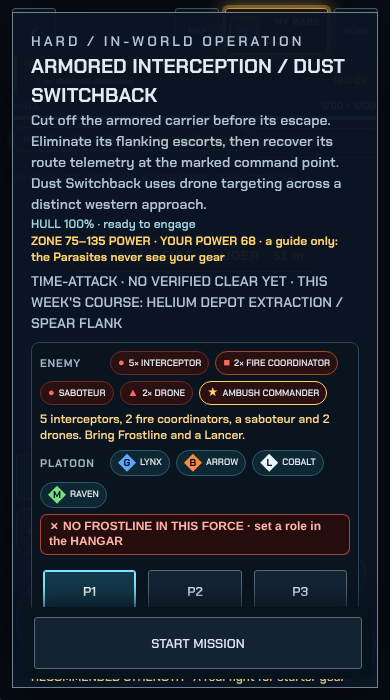 HARD / IN-WORLD OPERATION
ARMORED INTERCEPTION / DUST
SWITCHBACK
Cut off the armored carrier before its escape.
Eliminate its flanking escorts, then recover its
route telemetry at the marked command point.
Dust Switchback uses drone targeting across a
distinct western approach.
HULL 100% · ready to engage
ZONE 75–135 POWER · YOUR POWER 68 · a guide only:
the Parasites never see your gear
TIME-ATTACK · NO VERIFIED CLEAR YET · THIS
WEEK'S COURSE: HELIUM DEPOT EXTRACTION /
SPEAR FLANK
ENEMY
5× INTERCEPTOR
2× FIRE COORDINATOR
SABOTEUR
2× DRONE
AMBUSH COMMANDER
5 interceptors, 2 fire coordinators, a saboteur and 2
drones. Bring Frostline and a Lancer.
PLATOON
G LYNX
B ARROW
L COBALT
M RAVEN
× NO FROSTLINE IN THIS FORCE · set a role in
the HANGAR
P1
P2
P3
START MISSION